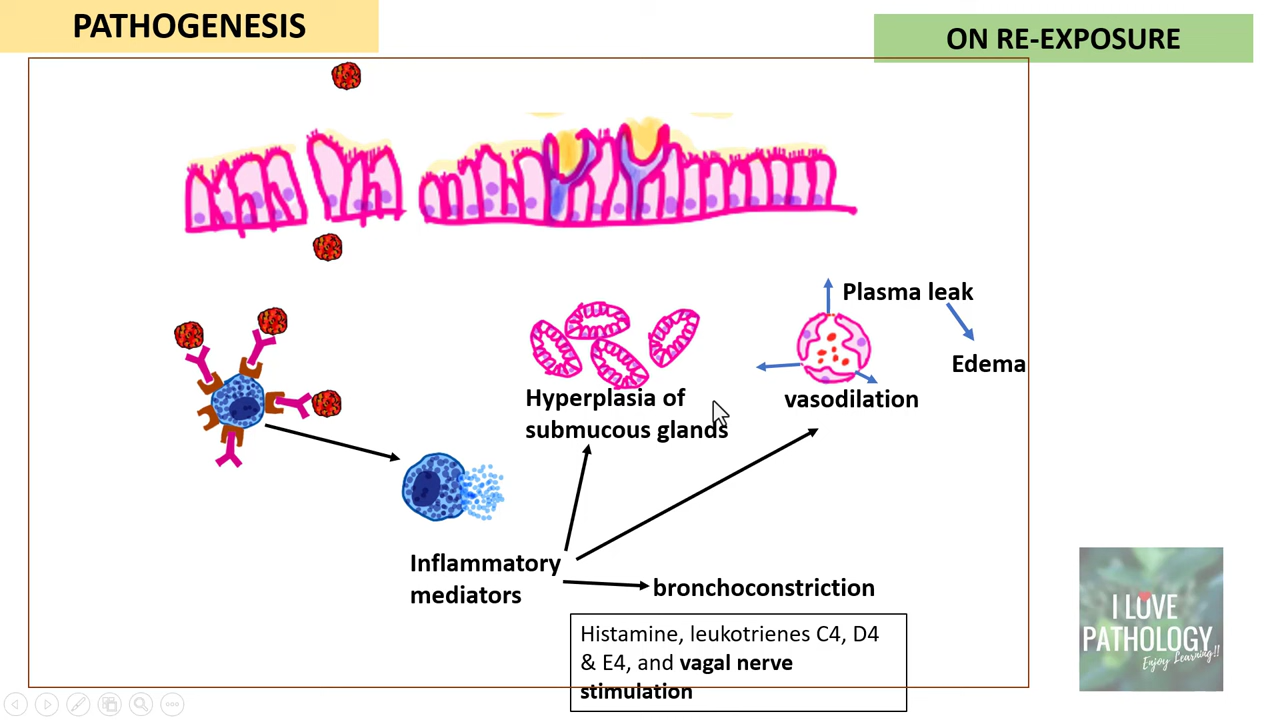 PATHOGENESIS
ON RE-EXPOSURE
Plasma leak
Edema
Hyperplasia of
submucous glands
vasodilation
Inflammatory
mediators
bronchoconstriction
Histamine, leukotrienes C4, D4
& E4, and vagal nerve
stimulation
I LOVE
PATHOLOGY
Enjoy Learning!!